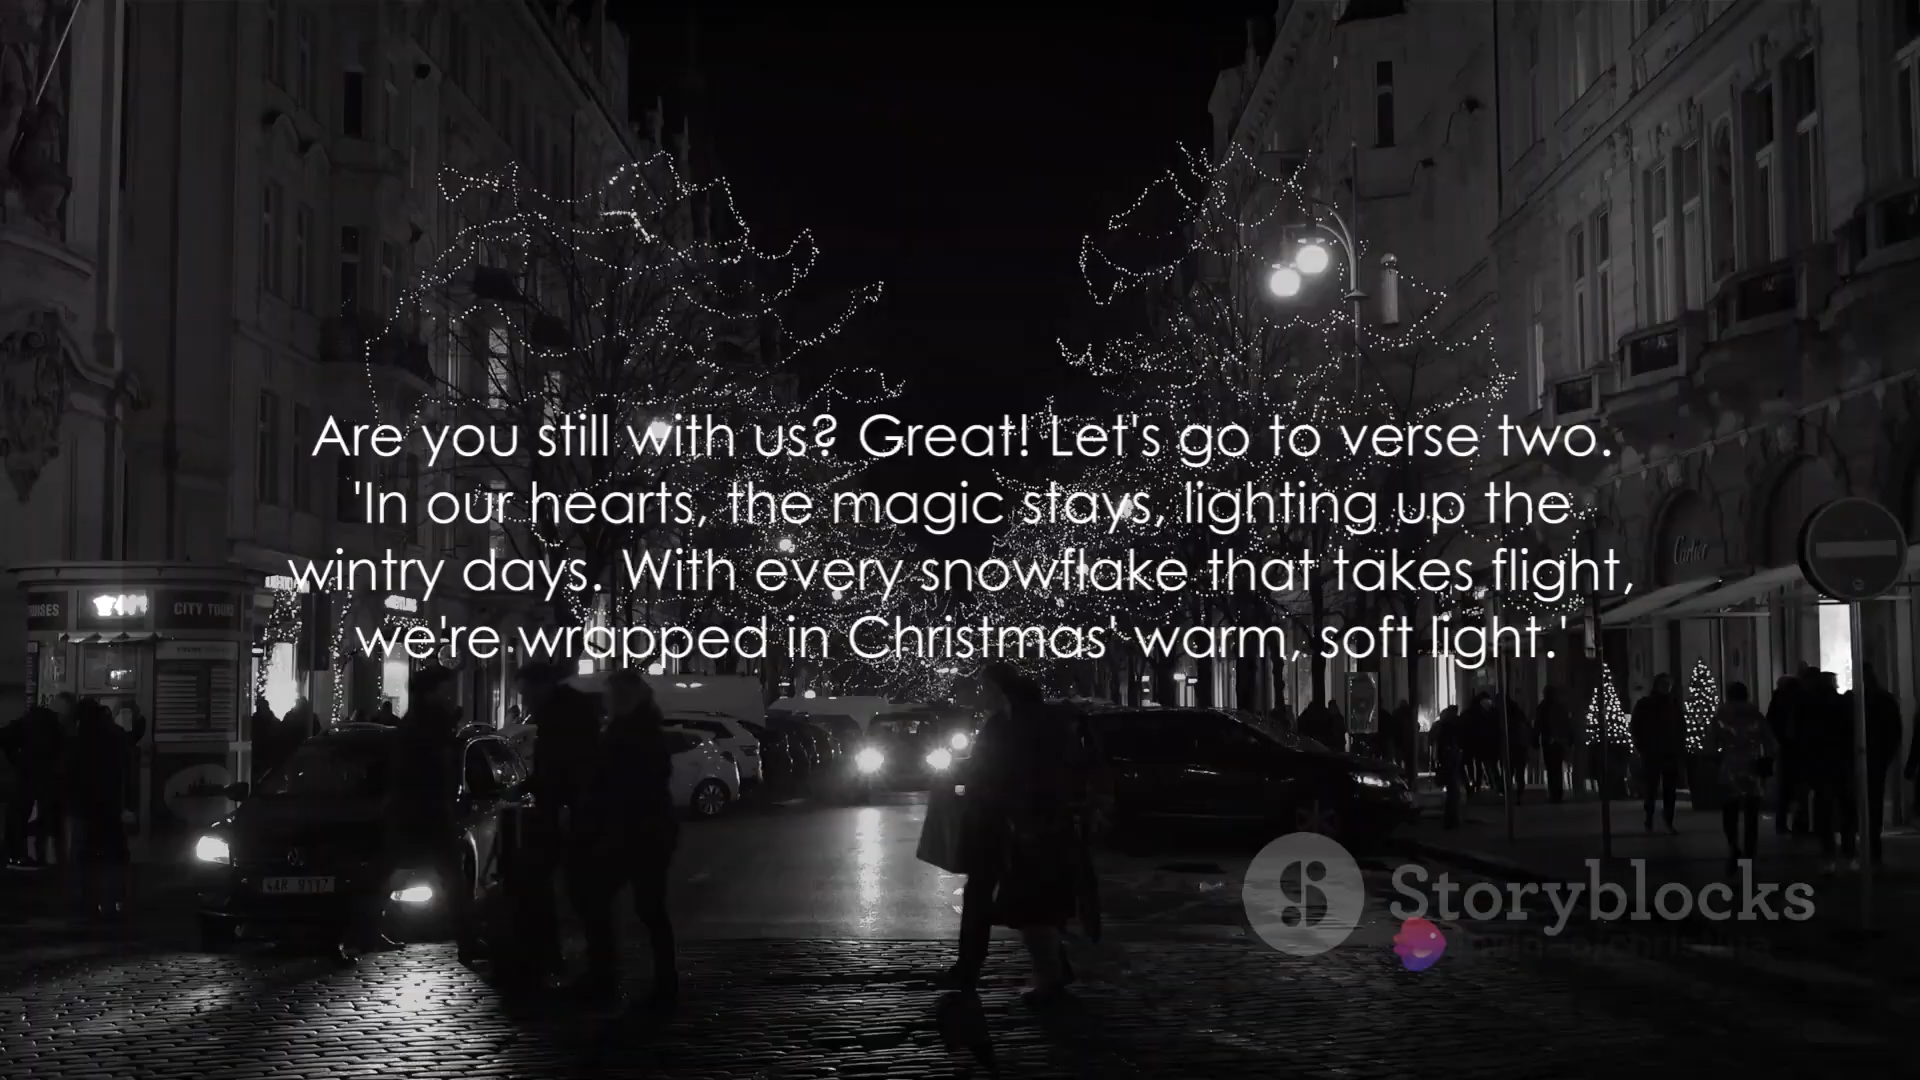 Are you still with us? Great! Let's go to verse two.
'In our hearts, the magic stays, lighting up the
wintry days. With every snowflake that takes flight,
we're wrapped in Christmas' warm, soft light.'
CITY TOUR
Cartier
4AR 9117
Storyblocks